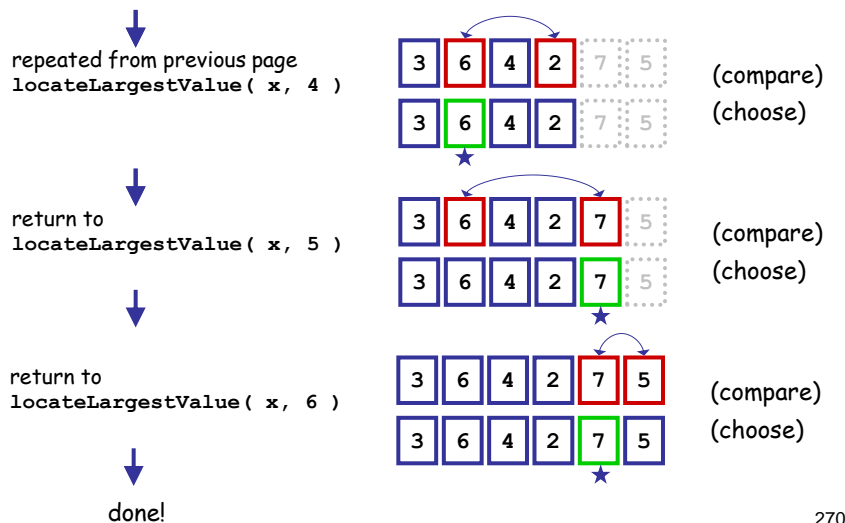 repeated from previous page
locateLargestValue( x, 4 )
3 6 4 2 7 5
(compare)
3 6 4 2 7 5
(choose)
return to
locateLargestValue( x, 5 )
3 6 4 2 7 5
(compare)
3 6 4 2 7 5
(choose)
return to
locateLargestValue( x, 6 )
3 6 4 2 7 5
(compare)
3 6 4 2 7 5
(choose)
done!
270